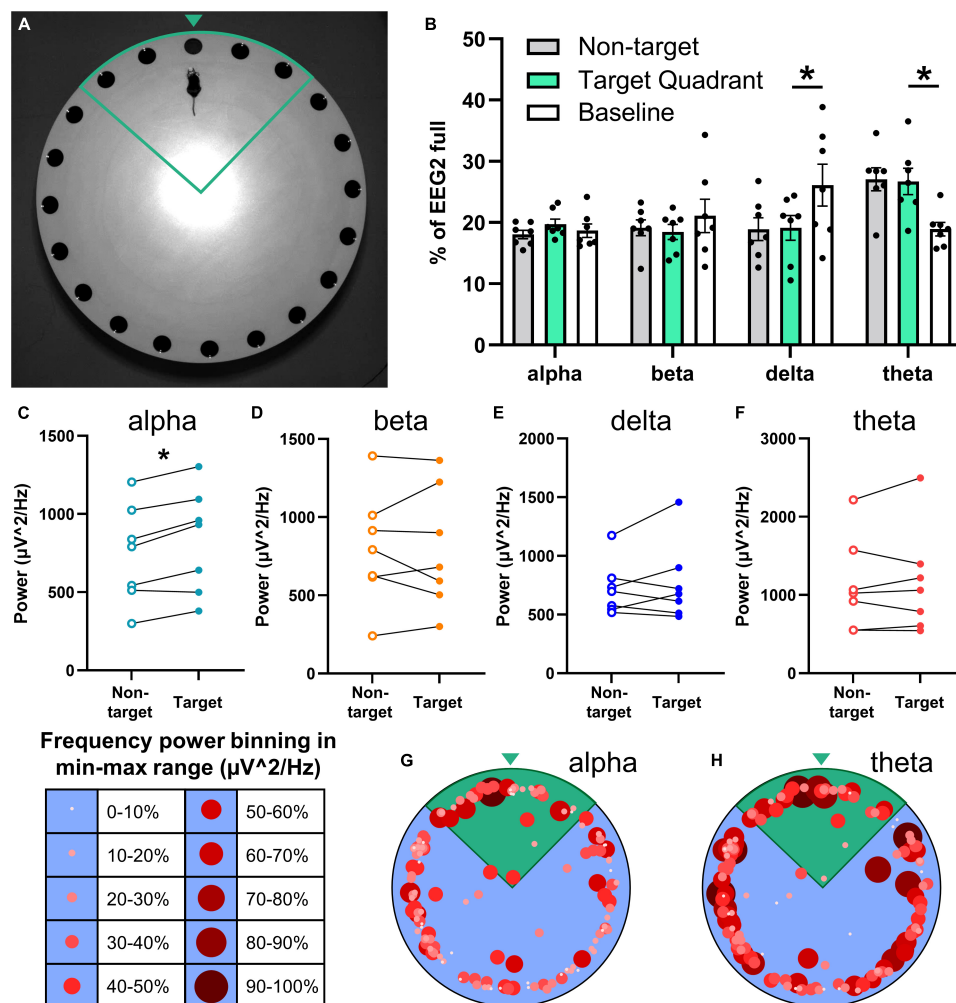 A
B
50
40
30
20
10
0
% of EEG2 full
Non-target
Target Quadrant
Baseline
*
*
alpha
beta
delta
theta
C
alpha
1500
1000
500
0
Power (µV^2/Hz)
*
Non-
target
Target
D
beta
1500
1000
500
0
Power (µV^2/Hz)
Non-
target
Target
E
delta
2000
1500
1000
500
0
Power (µV^2/Hz)
Non-
target
Target
F
theta
3000
2000
1000
0
Power (µV^2/Hz)
Non-
target
Target
Frequency power binning in
min-max range (µV^2/Hz)
0-10%
50-60%
10-20%
60-70%
20-30%
70-80%
30-40%
80-90%
40-50%
90-100%
G
alpha
H
theta